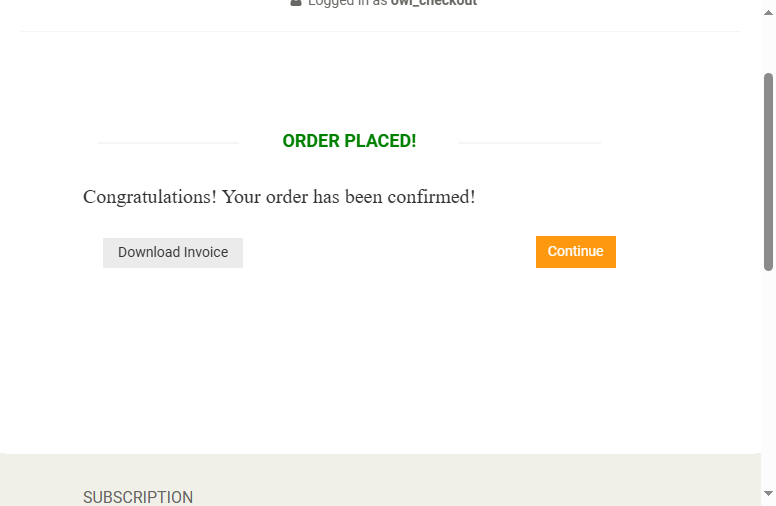 Logged in as owl_checkout
ORDER PLACED!
Congratulations! Your order has been confirmed!
Download Invoice
Continue
SUBSCRIPTION